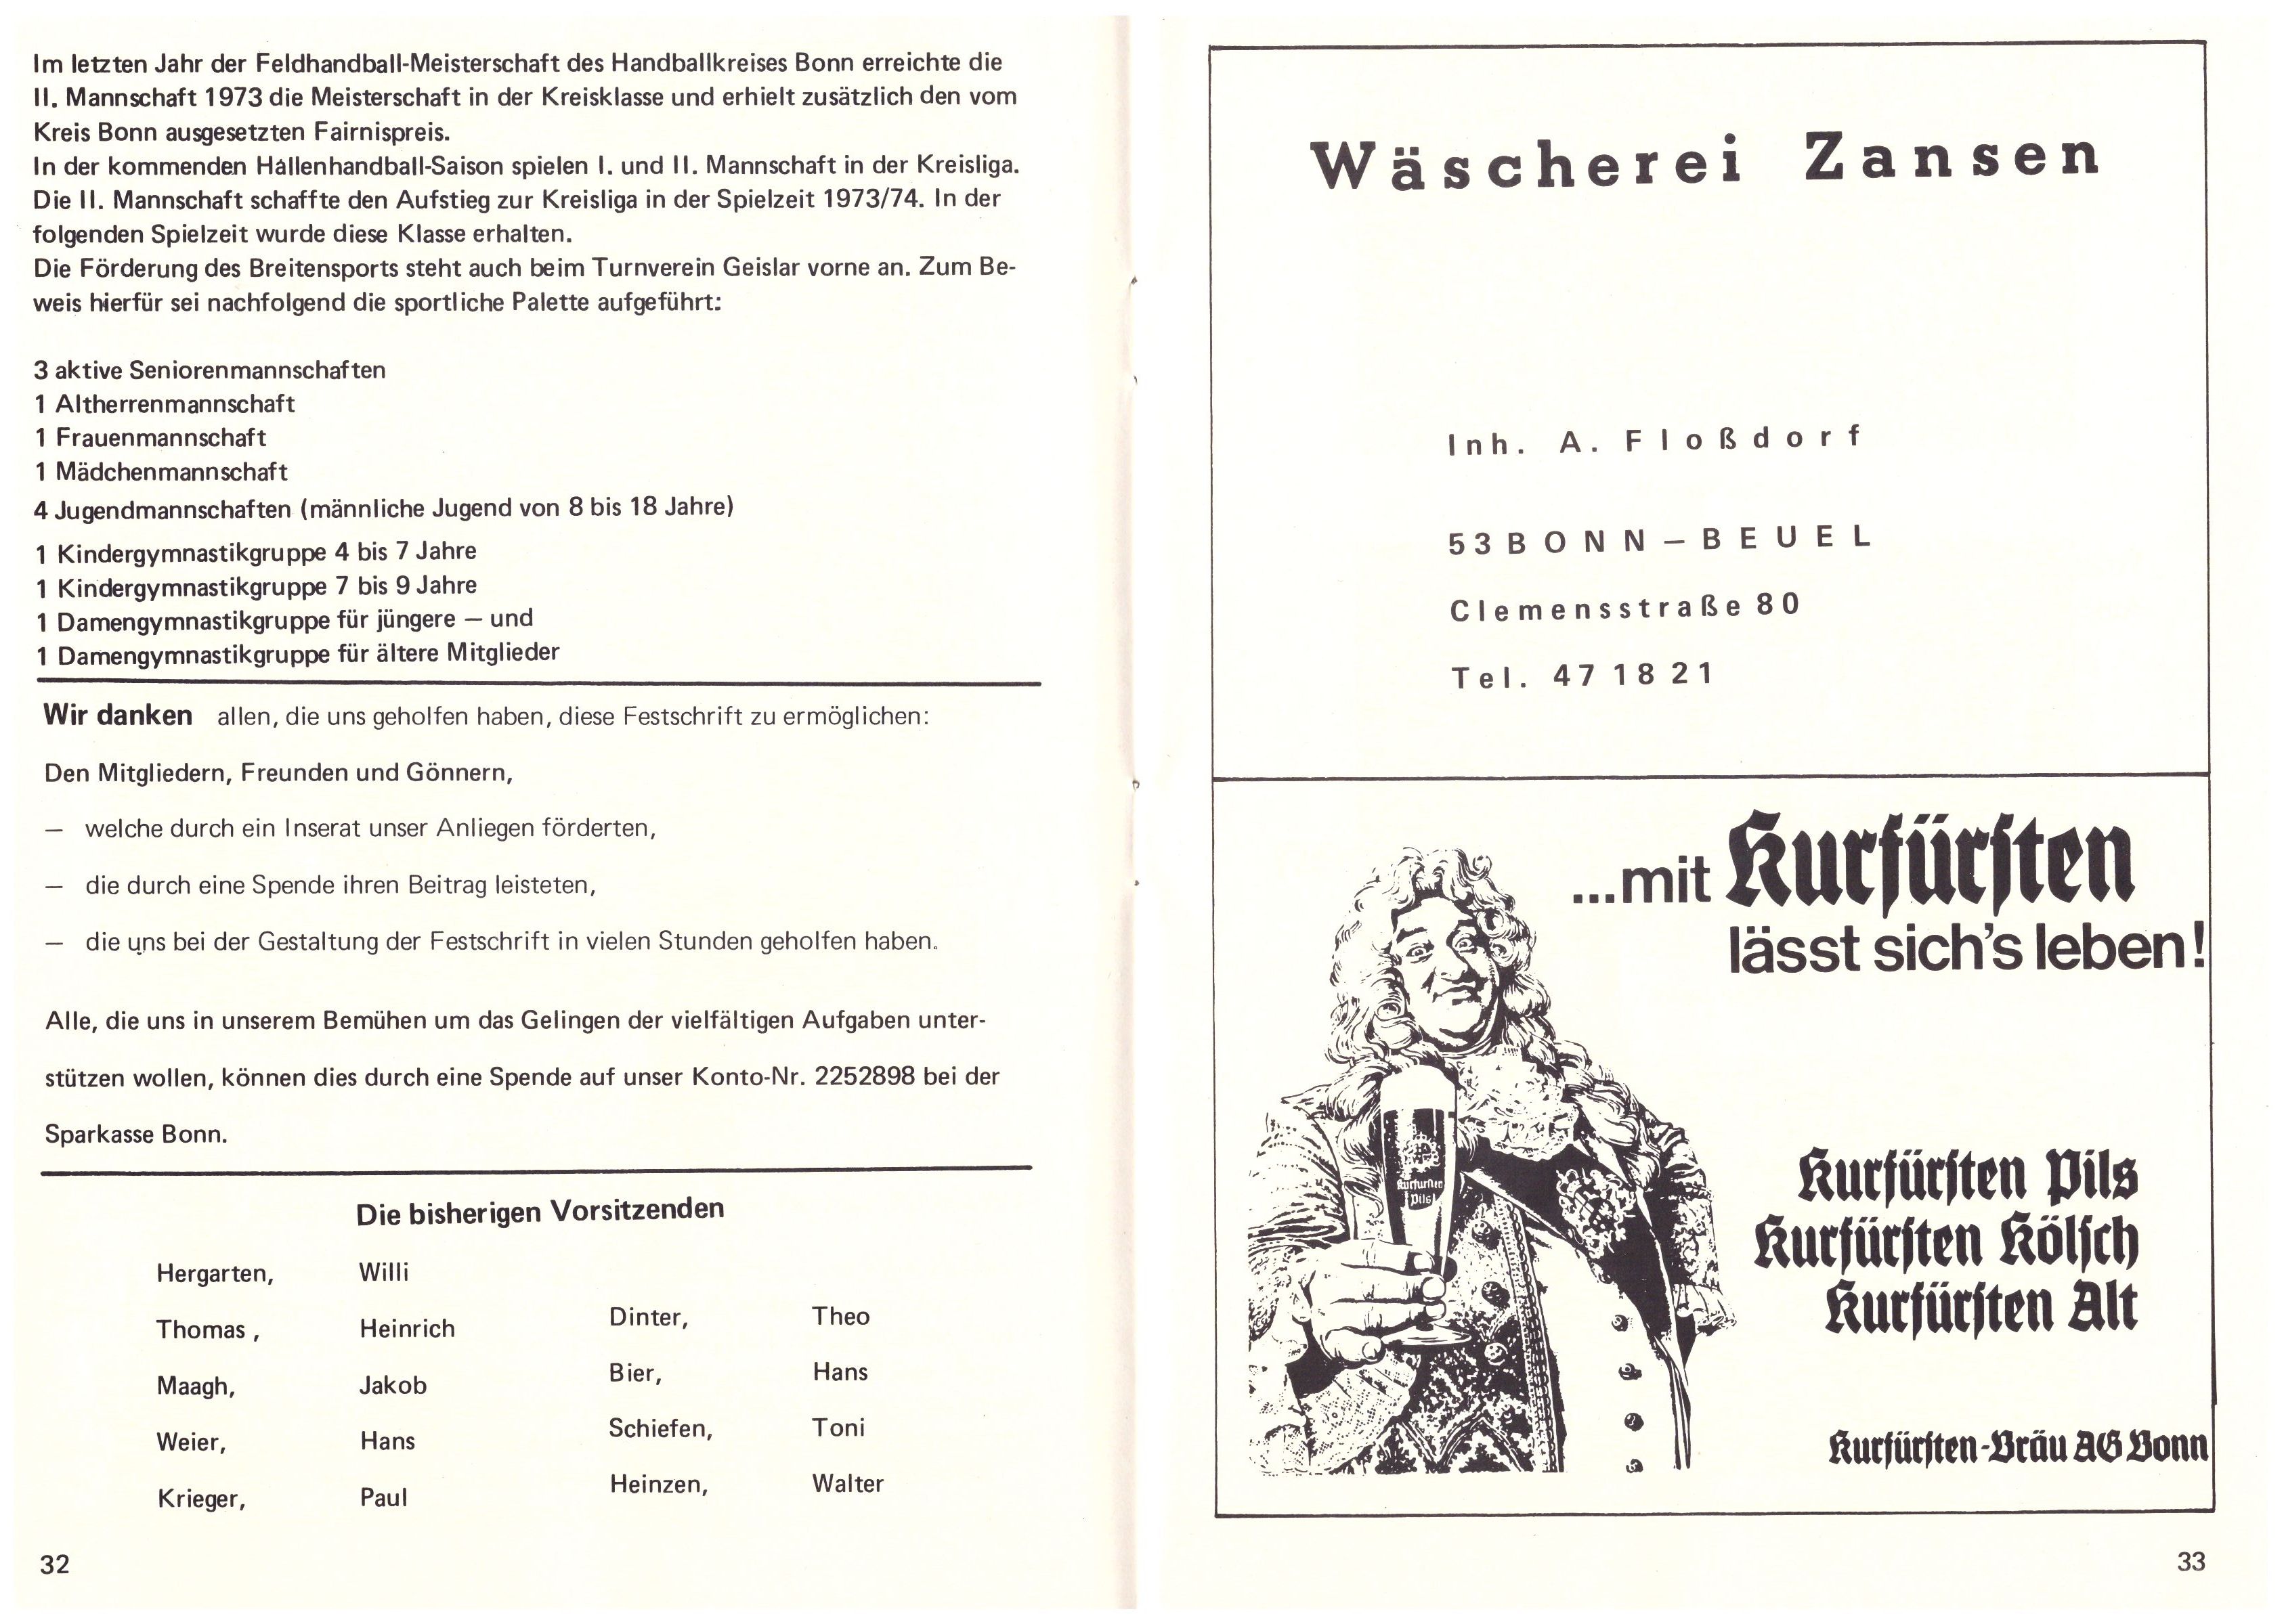 Im letzten Jahr der Feldhandball-Meisterschaft des Handballkreises Bonn erreichte die
II. Mannschaft 1973 die Meisterschaft in der Kreisklasse und erhielt zusätzlich den vom
Kreis Bonn ausgesetzten Fairnispreis.
In der kommenden Hallenhandball-Saison spielen I. und II. Mannschaft in der Kreisliga.
Die II. Mannschaft schaffte den Aufstieg zur Kreisliga in der Spielzeit 1973/74. In der
folgenden Spielzeit wurde diese Klasse erhalten.
Die Förderung des Breitensports steht auch beim Turnverein Geislar vorne an. Zum Be-
weis hierfür sei nachfolgend die sportliche Palette aufgeführt:
3 aktive Seniorenmannschaften
1 Altherrenmannschaft
1 Frauenmannschaft
1 Mädchenmannschaft
4 Jugendmannschaften (männliche Jugend von 8 bis 18 Jahre)
1 Kindergymnastikgruppe 4 bis 7 Jahre
1 Kindergymnastikgruppe 7 bis 9 Jahre
1 Damengymnastikgruppe für jüngere — und
1 Damengymnastikgruppe für ältere Mitglieder
Wir danken allen, die uns geholfen haben, diese Festschrift zu ermöglichen:
Den Mitgliedern, Freunden und Gönnern,
— welche durch ein Inserat unser Anliegen förderten,
— die durch eine Spende ihren Beitrag leisteten,
— die uns bei der Gestaltung der Festschrift in vielen Stunden geholfen haben.
Alle, die uns in unserem Bemühen um das Gelingen der vielfältigen Aufgaben unter-
stützen wollen, können dies durch eine Spende auf unser Konto-Nr. 2252898 bei der
Sparkasse Bonn.
Die bisherigen Vorsitzenden
Hergarten, Willi
Thomas , Heinrich
Maagh, Jakob
Weier, Hans
Krieger, Paul
Dinter, Theo
Bier, Hans
Schiefen, Toni
Heinzen, Walter
32
Wäscherei Zansen
Inh. A. Floßdorf
53 BONN — BEUEL
Clemensstraße 80
Tel. 47 18 21
...mit Kurfürsten
lässt sich's leben!
Kurfürsten
Pils
Kurfürsten Pils
Kurfürsten Kölsch
Kurfürsten Alt
Kurfürsten-Bräu AG Bonn
33